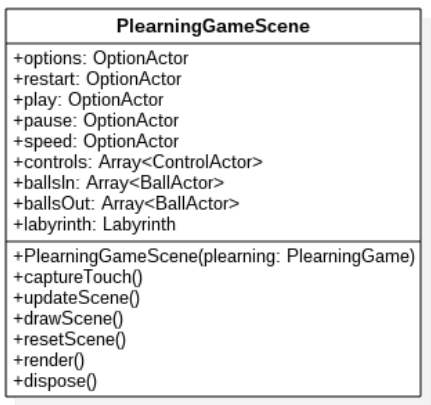 PlearningGameScene
+options: OptionActor
+restart: OptionActor
+play: OptionActor
+pause: OptionActor
+speed: OptionActor
+controls: Array<ControlActor>
+ballsIn: Array<BallActor>
+ballsOut: Array<BallActor>
+labyrinth: Labyrinth
+PlearningGameScene(plearning: PlearningGame)
+captureTouch()
+updateScene()
+drawScene()
+resetScene()
+render()
+dispose()